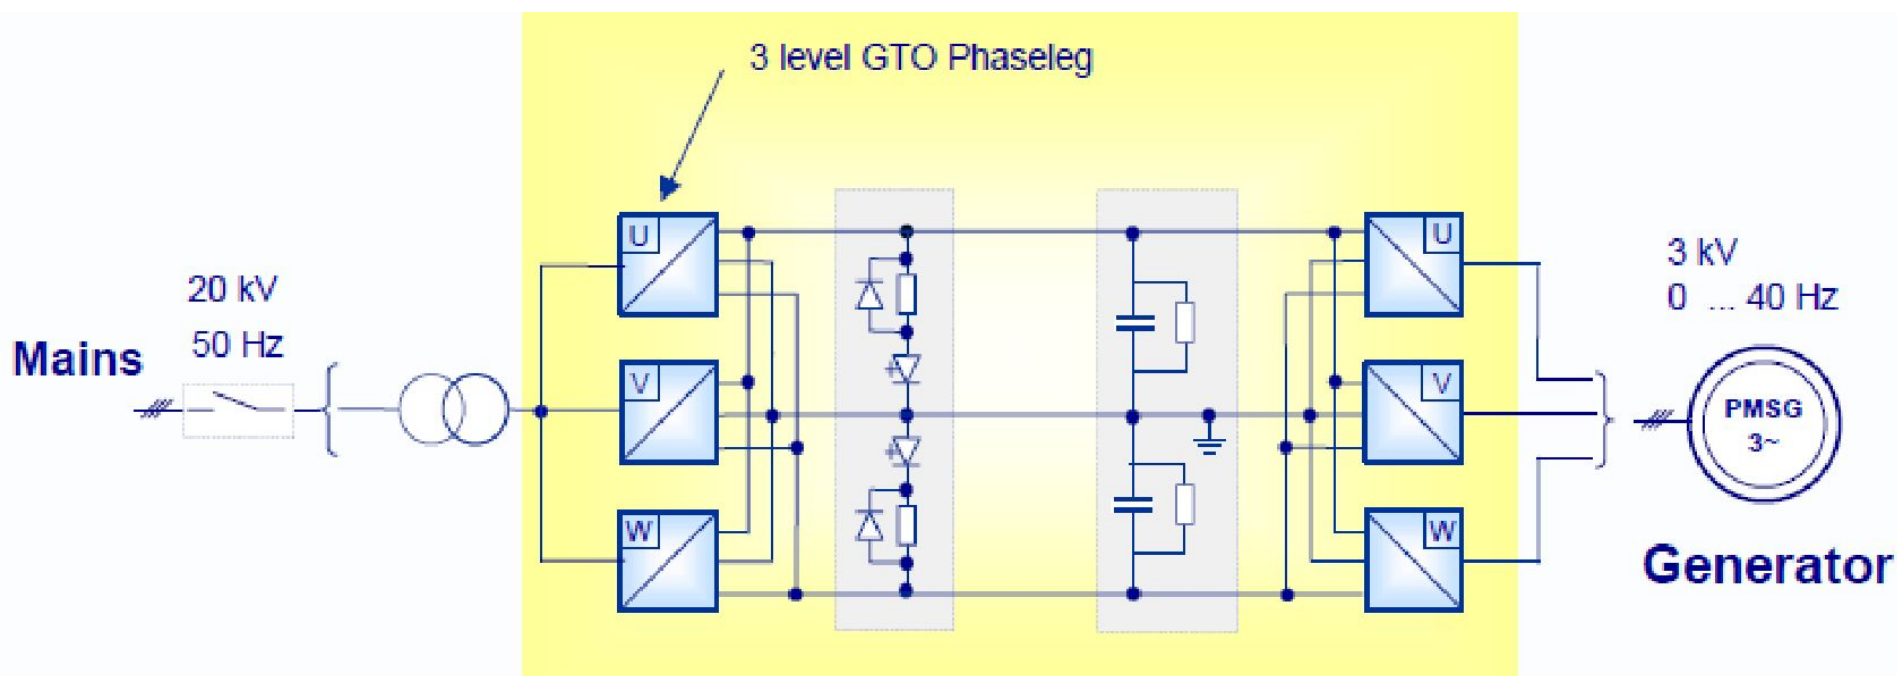 3 level GTO Phaseleg
20 kV
50 Hz
Mains
U
V
W
U
V
W
3 kV
0 ... 40 Hz
PMSG
3~
Generator